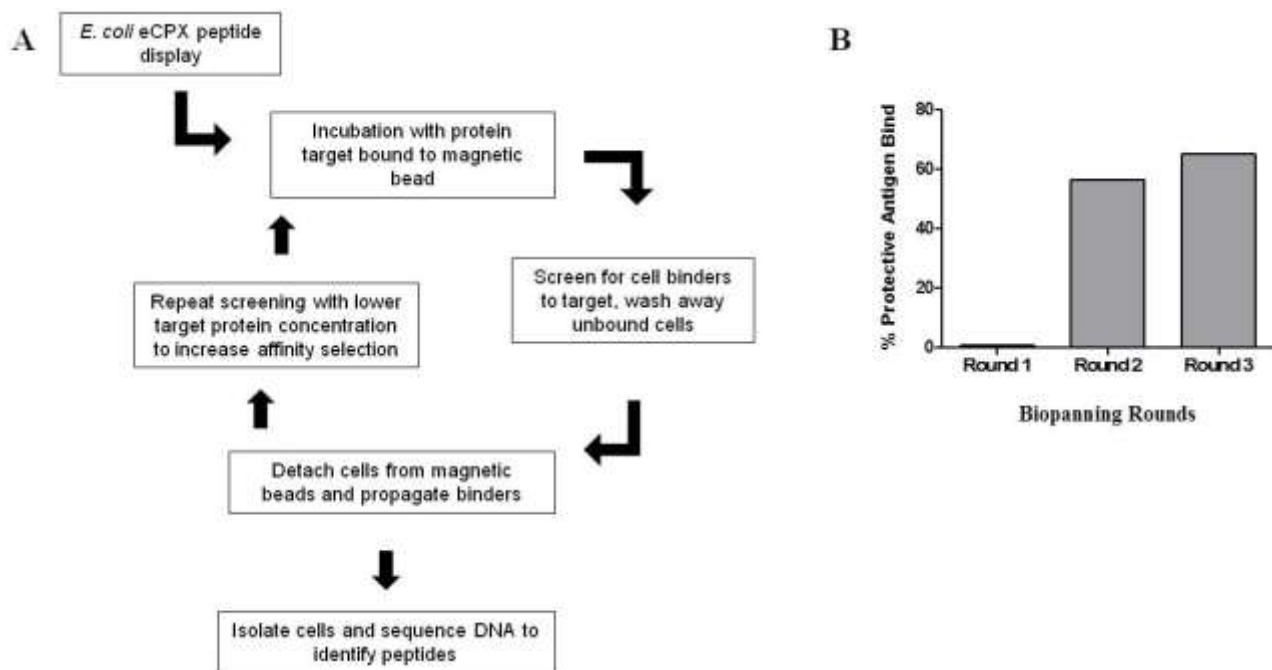 A
E. coli eCPX peptide
display
Incubation with protein
target bound to magnetic
bead
Screen for cell binders
to target, wash away
unbound cells
Repeat screening with lower
target protein concentration
to increase affinity selection
Detach cells from magnetic
beads and propagate binders
Isolate cells and sequence DNA to
identify peptides
B
% Protective Antigen Bind
80
60
40
20
0
Round 1 Round 2 Round 3
Biopanning Rounds